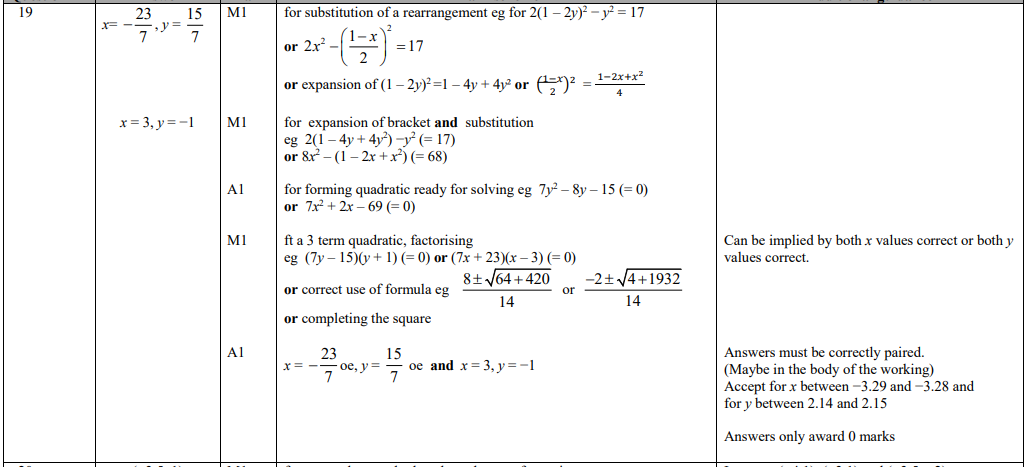 19
x= −23/7, y = 15/7
M1
for substitution of a rearrangement eg for 2(1 – 2y)² – y² = 17
or 2x² − ((1−x)/2)² = 17
or expansion of (1 – 2y)² =1 – 4y + 4y² or ((1−x)/2)² = (1−2x+x²)/4
x = 3, y = −1
M1
for expansion of bracket and substitution
eg 2(1 – 4y + 4y²) –y² (= 17)
or 8x² – (1 – 2x + x²) (= 68)
A1
for forming quadratic ready for solving eg 7y² – 8y – 15 (= 0)
or 7x² + 2x – 69 (= 0)
M1
ft a 3 term quadratic, factorising
eg (7y – 15)(y + 1) (= 0) or (7x + 23)(x – 3) (= 0)
or correct use of formula eg (8±√(64+420))/14 or (−2±√(4+1932))/14
or completing the square
Can be implied by both x values correct or both y
values correct.
A1
x = −23/7 oe, y = 15/7 oe and x = 3, y = −1
Answers must be correctly paired.
(Maybe in the body of the working)
Accept for x between −3.29 and −3.28 and
for y between 2.14 and 2.15
Answers only award 0 marks